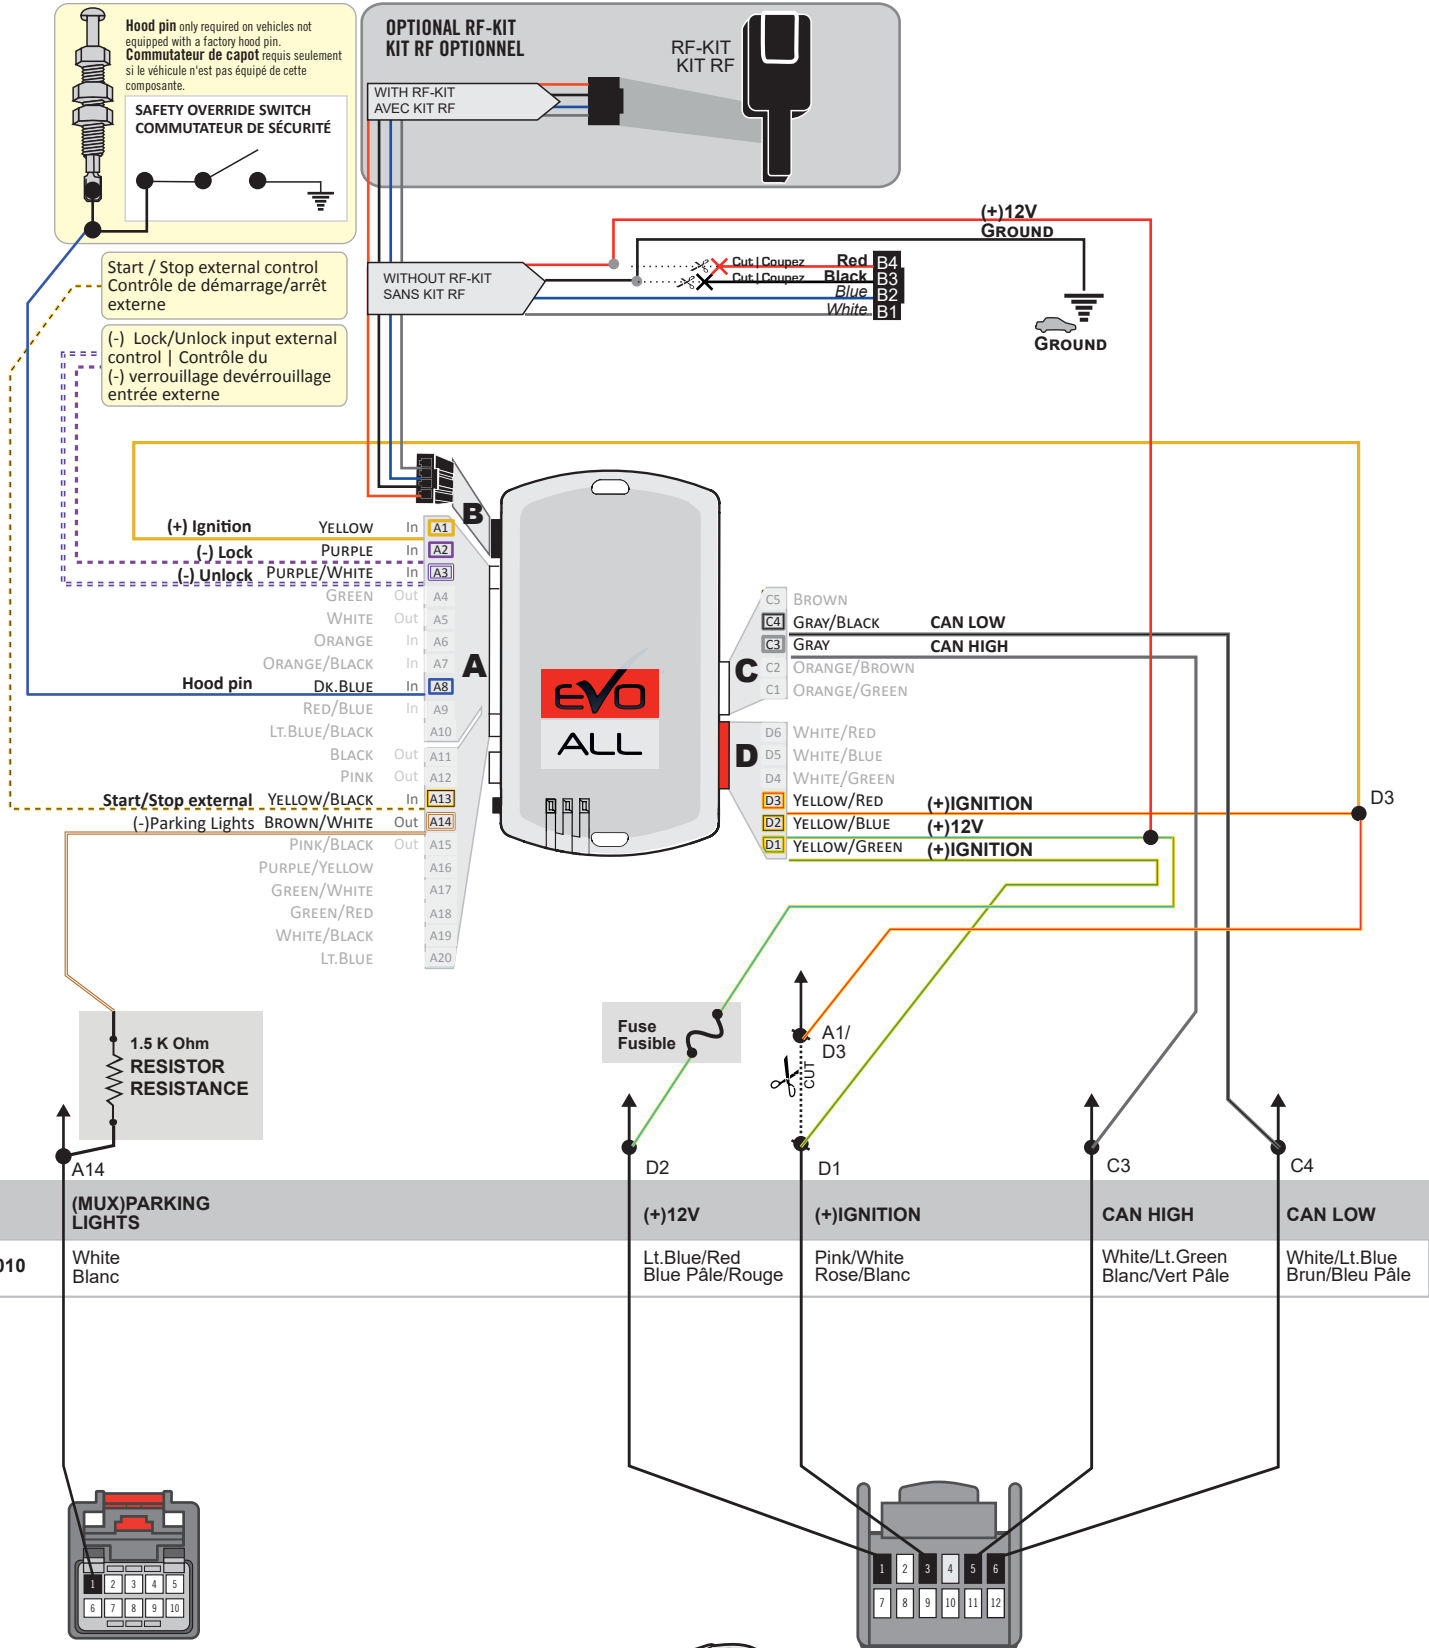 Hood pin only required on vehicles not
equipped with a factory hood pin.
Commutateur de capot requis seulement
si le véhicule n'est pas équipé de cette
composante.
SAFETY OVERRIDE SWITCH
COMMUTATEUR DE SÉCURITÉ
OPTIONAL RF-KIT
KIT RF OPTIONNEL
RF-KIT
KIT RF
WITH RF-KIT
AVEC KIT RF
Start / Stop external control
Contrôle de démarrage/arrêt
externe
(-) Lock/Unlock input external
control | Contrôle du
(-) verrouillage devérrouillage
entrée externe
WITHOUT RF-KIT
SANS KIT RF
(+)12V
GROUND
Cut | Coupez Red B4
Cut | Coupez Black B3
Blue B2
White B1
GROUND
B
(+) Ignition YELLOW In A1
(-) Lock PURPLE In A2
(-) Unlock PURPLE/WHITE In A3
GREEN Out A4
WHITE Out A5
ORANGE In A6
ORANGE/BLACK In A7
Hood pin DK.BLUE In A8
RED/BLUE In A9
LT.BLUE/BLACK A10
BLACK Out A11
PINK Out A12
Start/Stop external YELLOW/BLACK In A13
(-)Parking Lights BROWN/WHITE Out A14
PINK/BLACK Out A15
PURPLE/YELLOW A16
GREEN/WHITE A17
GREEN/RED A18
WHITE/BLACK A19
LT.BLUE A20
A
EVO
ALL
C
C5 BROWN
C4 GRAY/BLACK CAN LOW
C3 GRAY CAN HIGH
C2 ORANGE/BROWN
C1 ORANGE/GREEN
D
D6 WHITE/RED
D5 WHITE/BLUE
D4 WHITE/GREEN
D3 YELLOW/RED (+)IGNITION
D2 YELLOW/BLUE (+)12V
D1 YELLOW/GREEN (+)IGNITION
D3
1.5 K Ohm
RESISTOR
RESISTANCE
Fuse
Fusible
A1/
D3
CUT
A14
D2
D1
C3
C4
(MUX)PARKING
LIGHTS
(+)12V
(+)IGNITION
CAN HIGH
CAN LOW
010
White
Blanc
Lt.Blue/Red
Blue Pâle/Rouge
Pink/White
Rose/Blanc
White/Lt.Green
Blanc/Vert Pâle
White/Lt.Blue
Brun/Bleu Pâle
1 2 3 4 5
6 7 8 9 10
1 2 3 4 5 6
7 8 9 10 11 12